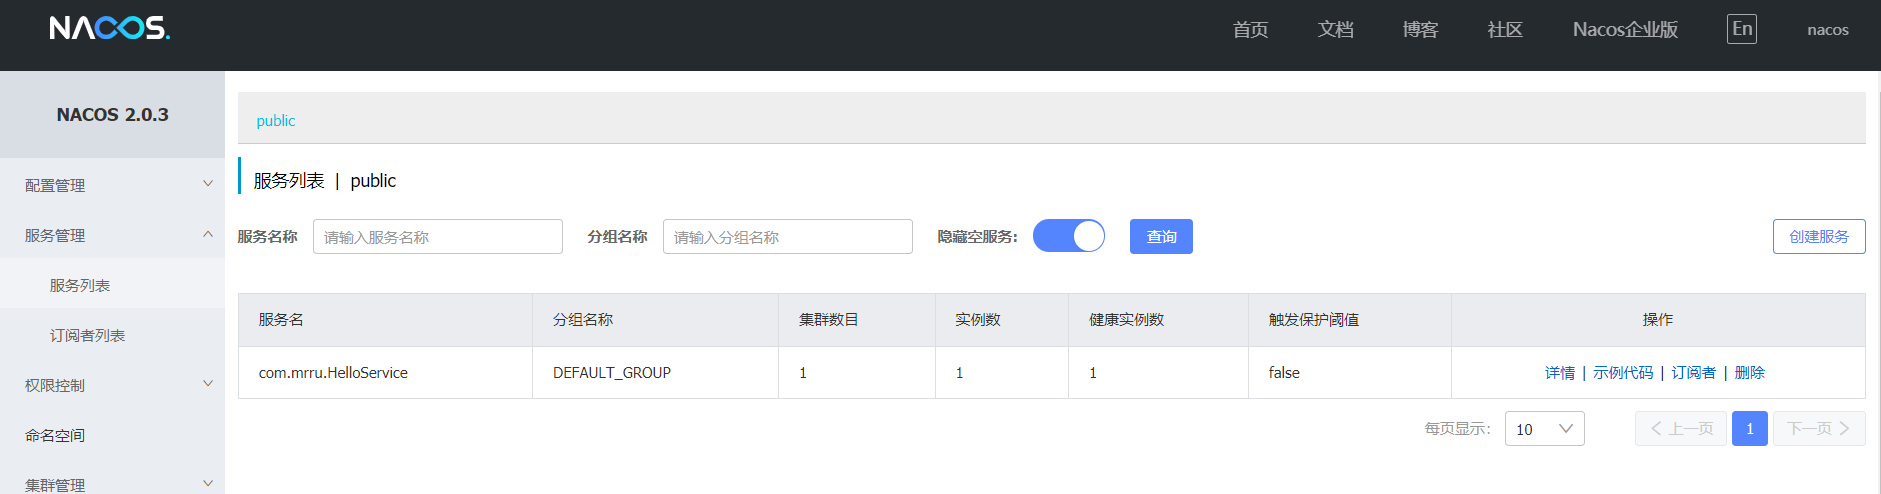 NACOS. 首页 文档 博客 社区 Nacos企业版 En nacos
NACOS 2.0.3
配置管理
服务管理
服务列表
订阅者列表
权限控制
命名空间
集群管理
public
服务列表 | public
服务名称 请输入服务名称 分组名称 请输入分组名称 隐藏空服务: 查询 创建服务
服务名 分组名称 集群数目 实例数 健康实例数 触发保护阈值 操作
com.mrru.HelloService DEFAULT_GROUP 1 1 1 false 详情 | 示例代码 | 订阅者 | 删除
每页显示: 10 上一页 1 下一页